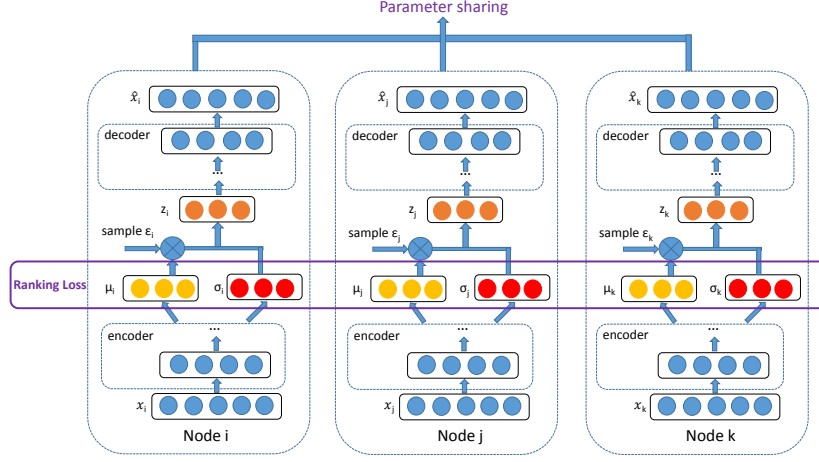 Parameter sharing
x̂i x̂j x̂k
decoder decoder decoder
... ... ...
zi zj zk
sample εi sample εj sample εk
Ranking Loss μi σi μj σj μk σk
... ... ...
encoder encoder encoder
xi xj xk
Node i Node j Node k